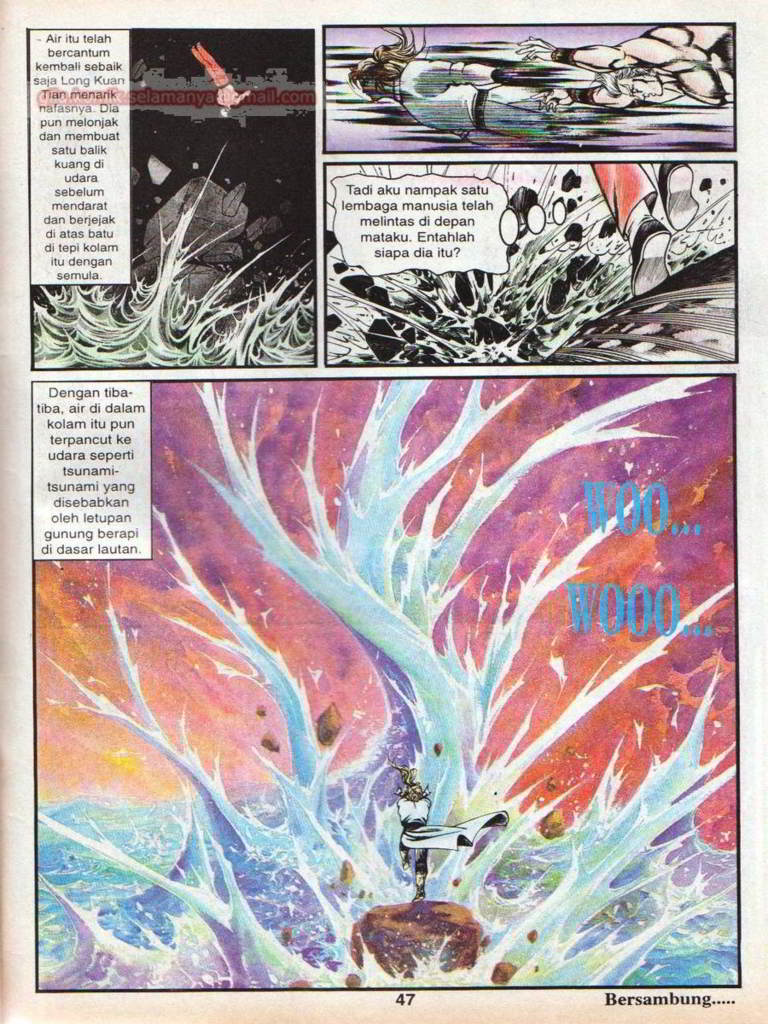 Air itu telah
bercantum
kembali sebaik
saja Long Kuan
Tian menarik
nafasnya. Dia
pun melonjak
dan membuat
satu balik
kuang di
udara
sebelum
mendarat
dan berjejak
di atas batu
di tepi kolam
itu dengan
semula.
Tadi aku nampak satu
lembaga manusia telah
melintas di depan
mataku. Entahlah
siapa dia itu?
Dengan tiba-
tiba, air di dalam
kolam itu pun
terpancut ke
udara seperti
tsunami-
tsunami yang
disebabkan
oleh letupan
gunung berapi
di dasar lautan.
WOO...
WOOO...
47
Bersambung.....